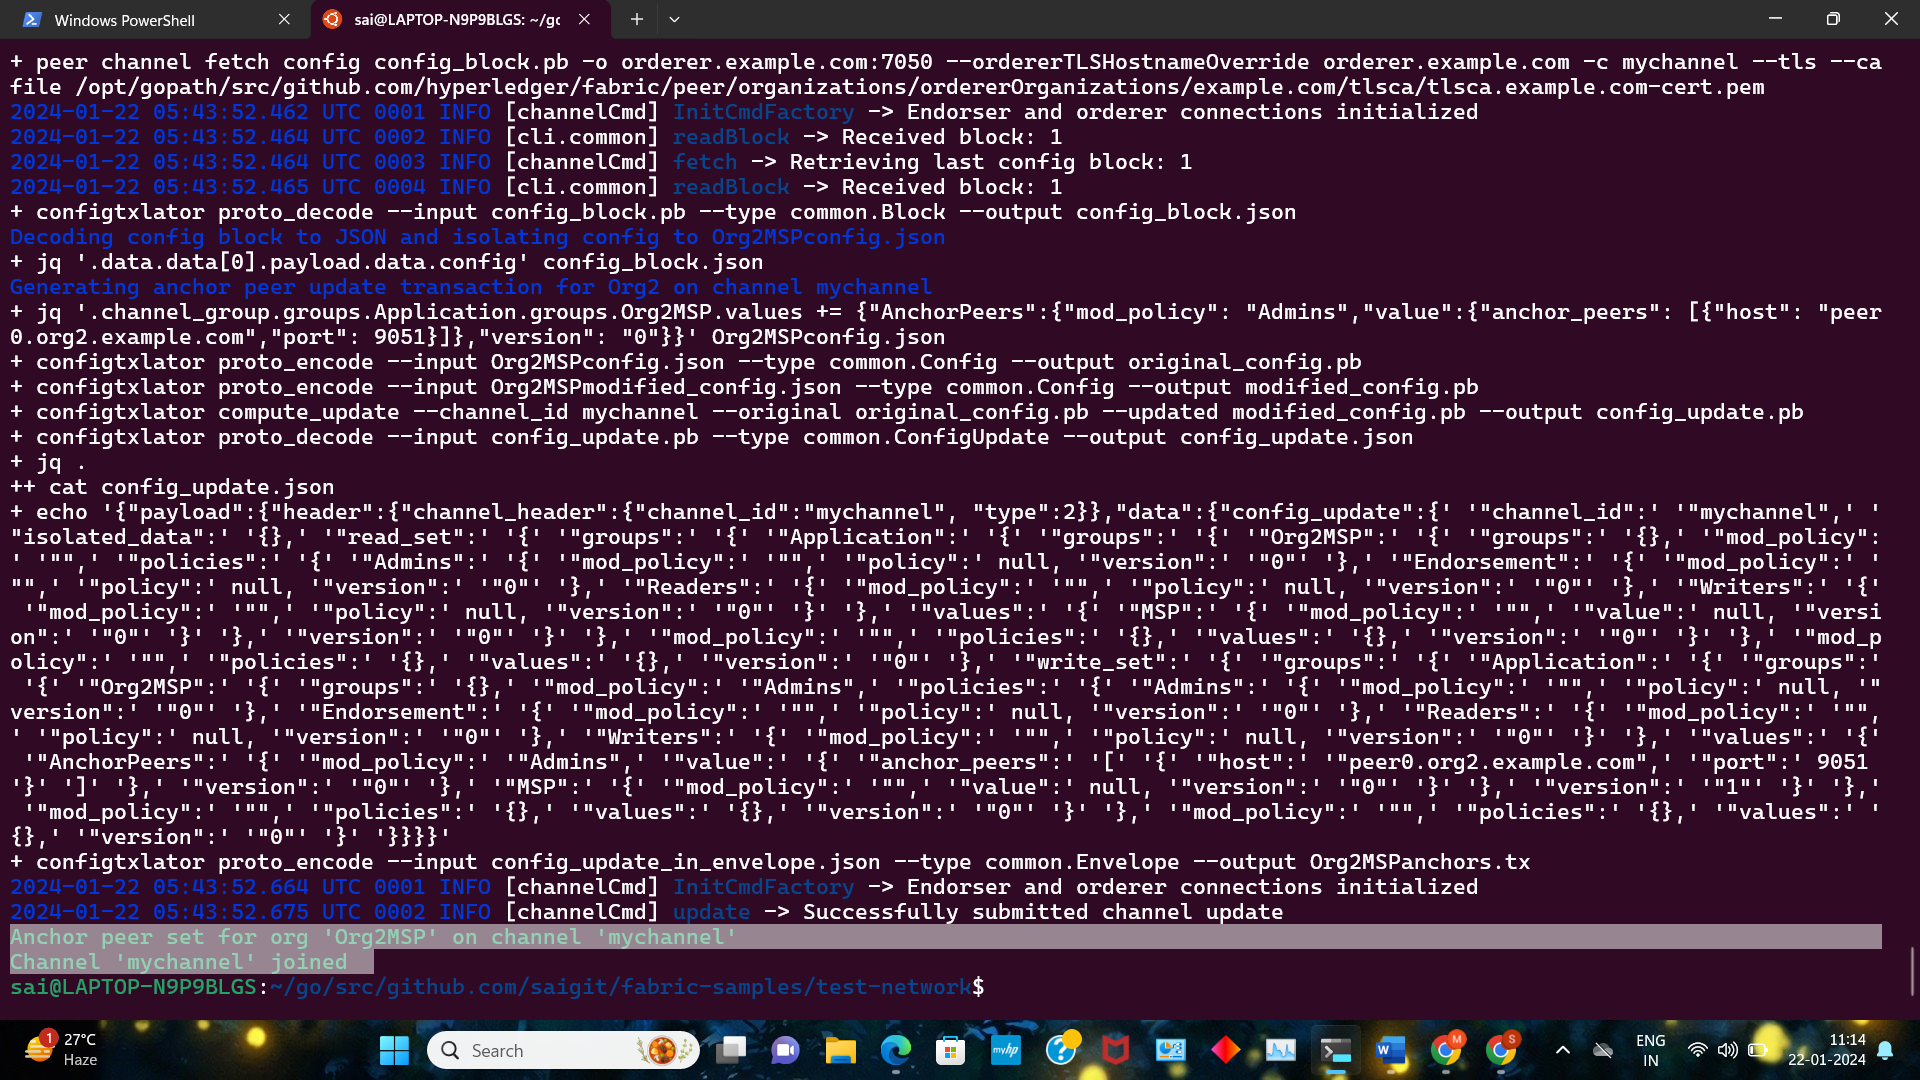 Windows PowerShell
sai@LAPTOP-N9P9BLGS: ~/go
+ peer channel fetch config config_block.pb -o orderer.example.com:7050 --ordererTLSHostnameOverride orderer.example.com -c mychannel --tls --ca
file /opt/gopath/src/github.com/hyperledger/fabric/peer/organizations/ordererOrganizations/example.com/tlsca/tlsca.example.com-cert.pem
2024-01-22 05:43:52.462 UTC 0001 INFO [channelCmd] InitCmdFactory -> Endorser and orderer connections initialized
2024-01-22 05:43:52.464 UTC 0002 INFO [cli.common] readBlock -> Received block: 1
2024-01-22 05:43:52.464 UTC 0003 INFO [channelCmd] fetch -> Retrieving last config block: 1
2024-01-22 05:43:52.465 UTC 0004 INFO [cli.common] readBlock -> Received block: 1
+ configtxlator proto_decode --input config_block.pb --type common.Block --output config_block.json
Decoding config block to JSON and isolating config to Org2MSPconfig.json
+ jq '.data.data[0].payload.data.config' config_block.json
Generating anchor peer update transaction for Org2 on channel mychannel
+ jq '.channel_group.groups.Application.groups.Org2MSP.values += {"AnchorPeers":{"mod_policy": "Admins","value":{"anchor_peers": [{"host": "peer
0.org2.example.com","port": 9051}]},"version": "0"}}' Org2MSPconfig.json
+ configtxlator proto_encode --input Org2MSPconfig.json --type common.Config --output original_config.pb
+ configtxlator proto_encode --input Org2MSPmodified_config.json --type common.Config --output modified_config.pb
+ configtxlator compute_update --channel_id mychannel --original original_config.pb --updated modified_config.pb --output config_update.pb
+ configtxlator proto_decode --input config_update.pb --type common.ConfigUpdate --output config_update.json
+ jq .
++ cat config_update.json
+ echo '{"payload":{"header":{"channel_header":{"channel_id":"mychannel", "type":2}},"data":{"config_update":{' '"channel_id":' '"mychannel",' '
"isolated_data":' '{},' '"read_set":' '{' '"groups":' '{' '"Application":' '{' '"groups":' '{' '"Org2MSP":' '{' '"groups":' '{},' '"mod_policy":
' '"",' '"policies":' '{' '"Admins":' '{' '"mod_policy":' '"",' '"policy":' null, '"version":' '"0"' '},' '"Endorsement":' '{' '"mod_policy":' '
"",' '"policy":' null, '"version":' '"0"' '},' '"Readers":' '{' '"mod_policy":' '"",' '"policy":' null, '"version":' '"0"' '},' '"Writers":' '{'
'"mod_policy":' '"",' '"policy":' null, '"version":' '"0"' '}' '},' '"values":' '{' '"MSP":' '{' '"mod_policy":' '"",' '"value":' null, '"versi
on":' '"0"' '}' '},' '"version":' '"0"' '}' '},' '"mod_policy":' '"",' '"policies":' '{},' '"values":' '{},' '"version":' '"0"' '}' '},' '"mod_p
olicy":' '"",' '"policies":' '{},' '"values":' '{},' '"version":' '"0"' '},' '"write_set":' '{' '"groups":' '{' '"Application":' '{' '"groups":'
'{' '"Org2MSP":' '{' '"groups":' '{},' '"mod_policy":' '"Admins",' '"policies":' '{' '"Admins":' '{' '"mod_policy":' '"",' '"policy":' null, '"
version":' '"0"' '},' '"Endorsement":' '{' '"mod_policy":' '"",' '"policy":' null, '"version":' '"0"' '},' '"Readers":' '{' '"mod_policy":' '"",
' '"policy":' null, '"version":' '"0"' '},' '"Writers":' '{' '"mod_policy":' '"",' '"policy":' null, '"version":' '"0"' '}' '},' '"values":' '{'
'"AnchorPeers":' '{' '"mod_policy":' '"Admins",' '"value":' '{' '"anchor_peers":' '[' '{' '"host":' '"peer0.org2.example.com",' '"port":' 9051
'}' ']' '},' '"version":' '"0"' '},' '"MSP":' '{' '"mod_policy":' '"",' '"value":' null, '"version":' '"0"' '}' '},' '"version":' '"1"' '}' '},'
'"mod_policy":' '"",' '"policies":' '{},' '"values":' '{},' '"version":' '"0"' '}' '},' '"mod_policy":' '"",' '"policies":' '{},' '"values":' '
{},' '"version":' '"0"' '}' '}}}}'
+ configtxlator proto_encode --input config_update_in_envelope.json --type common.Envelope --output Org2MSPanchors.tx
2024-01-22 05:43:52.664 UTC 0001 INFO [channelCmd] InitCmdFactory -> Endorser and orderer connections initialized
2024-01-22 05:43:52.675 UTC 0002 INFO [channelCmd] update -> Successfully submitted channel update
Anchor peer set for org 'Org2MSP' on channel 'mychannel'
Channel 'mychannel' joined
sai@LAPTOP-N9P9BLGS:~/go/src/github.com/saigit/fabric-samples/test-network$
1
27°C
Haze
Search
myhp
W
M
S
ENG
IN
11:14
22-01-2024